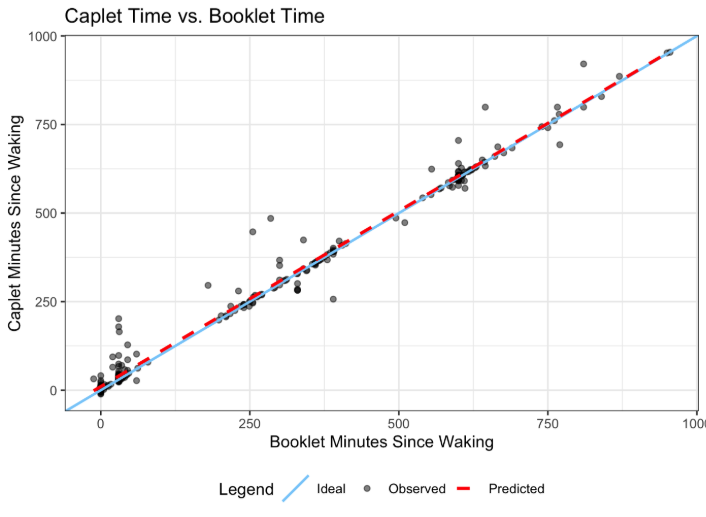 Caplet Time vs. Booklet Time
Caplet Minutes Since Waking
1000
750
500
250
0
0 250 500 750 1000
Booklet Minutes Since Waking
Legend Ideal Observed Predicted